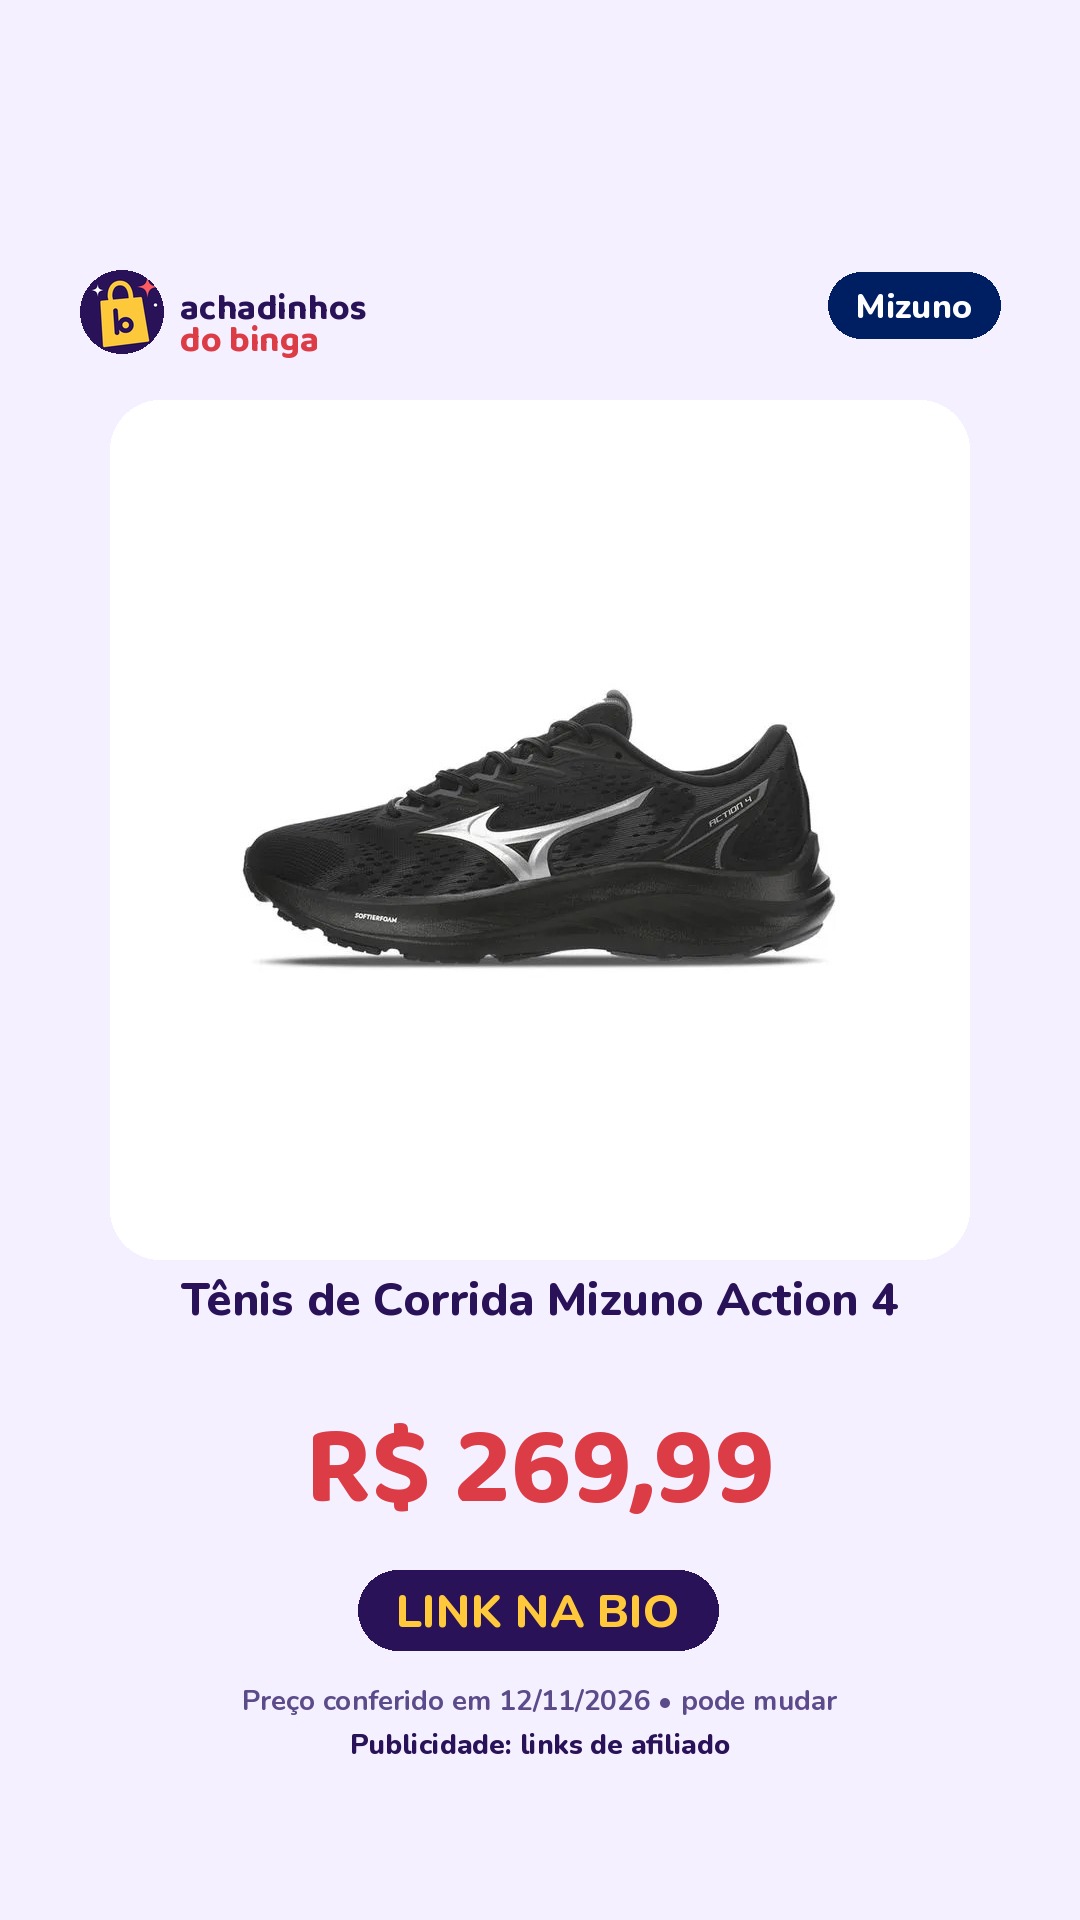 b
achadinhos
do binga
Mizuno
ACTION 4
SOFTIERFOAM
Tênis de Corrida Mizuno Action 4
R$ 269,99
LINK NA BIO
Preço conferido em 12/11/2026 • pode mudar
Publicidade: links de afiliado